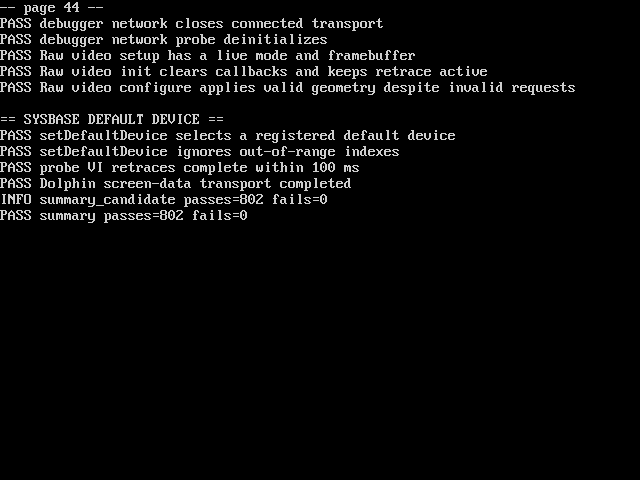 -- page 44 --
PASS debugger network closes connected transport
PASS debugger network probe deinitializes
PASS Raw video setup has a live mode and framebuffer
PASS Raw video init clears callbacks and keeps retrace active
PASS Raw video configure applies valid geometry despite invalid requests
== SYSBASE DEFAULT DEVICE ==
PASS setDefaultDevice selects a registered default device
PASS setDefaultDevice ignores out-of-range indexes
PASS probe VI retraces complete within 100 ms
PASS Dolphin screen-data transport completed
INFO summary_candidate passes=802 fails=0
PASS summary passes=802 fails=0